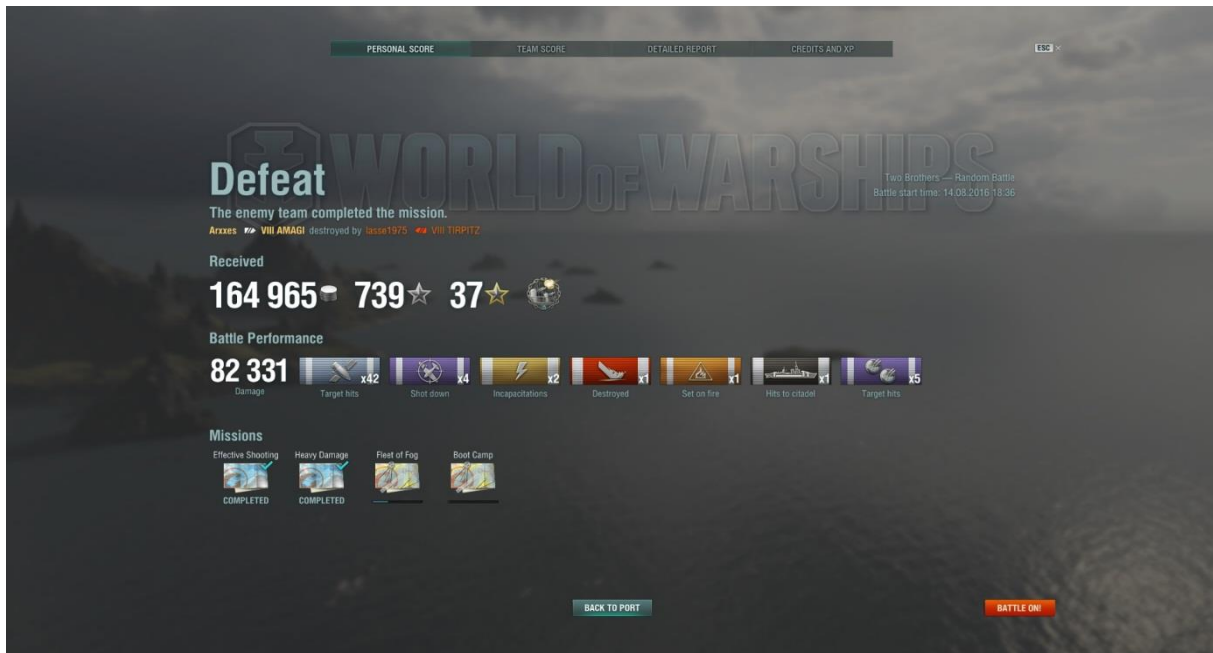 PERSONAL SCORE TEAM SCORE DETAILED REPORT CREDITS AND XP ESC ×
WORLD OF WARSHIPS
Defeat
Two Brothers — Random Battle
Battle start time: 14.08.2016 18:36
The enemy team completed the mission.
Arxxes VIII AMAGI destroyed by lasse1975 VIII TIRPITZ
Received
164 965 739 37
Battle Performance
82 331 x42 x4 x2 x1 x1 x1 x5
Damage Target hits Shot down Incapacitations Destroyed Set on fire Hits to citadel Target hits
Missions
Effective Shooting Heavy Damage Fleet of Fog Boot Camp
COMPLETED COMPLETED
BACK TO PORT BATTLE ON!